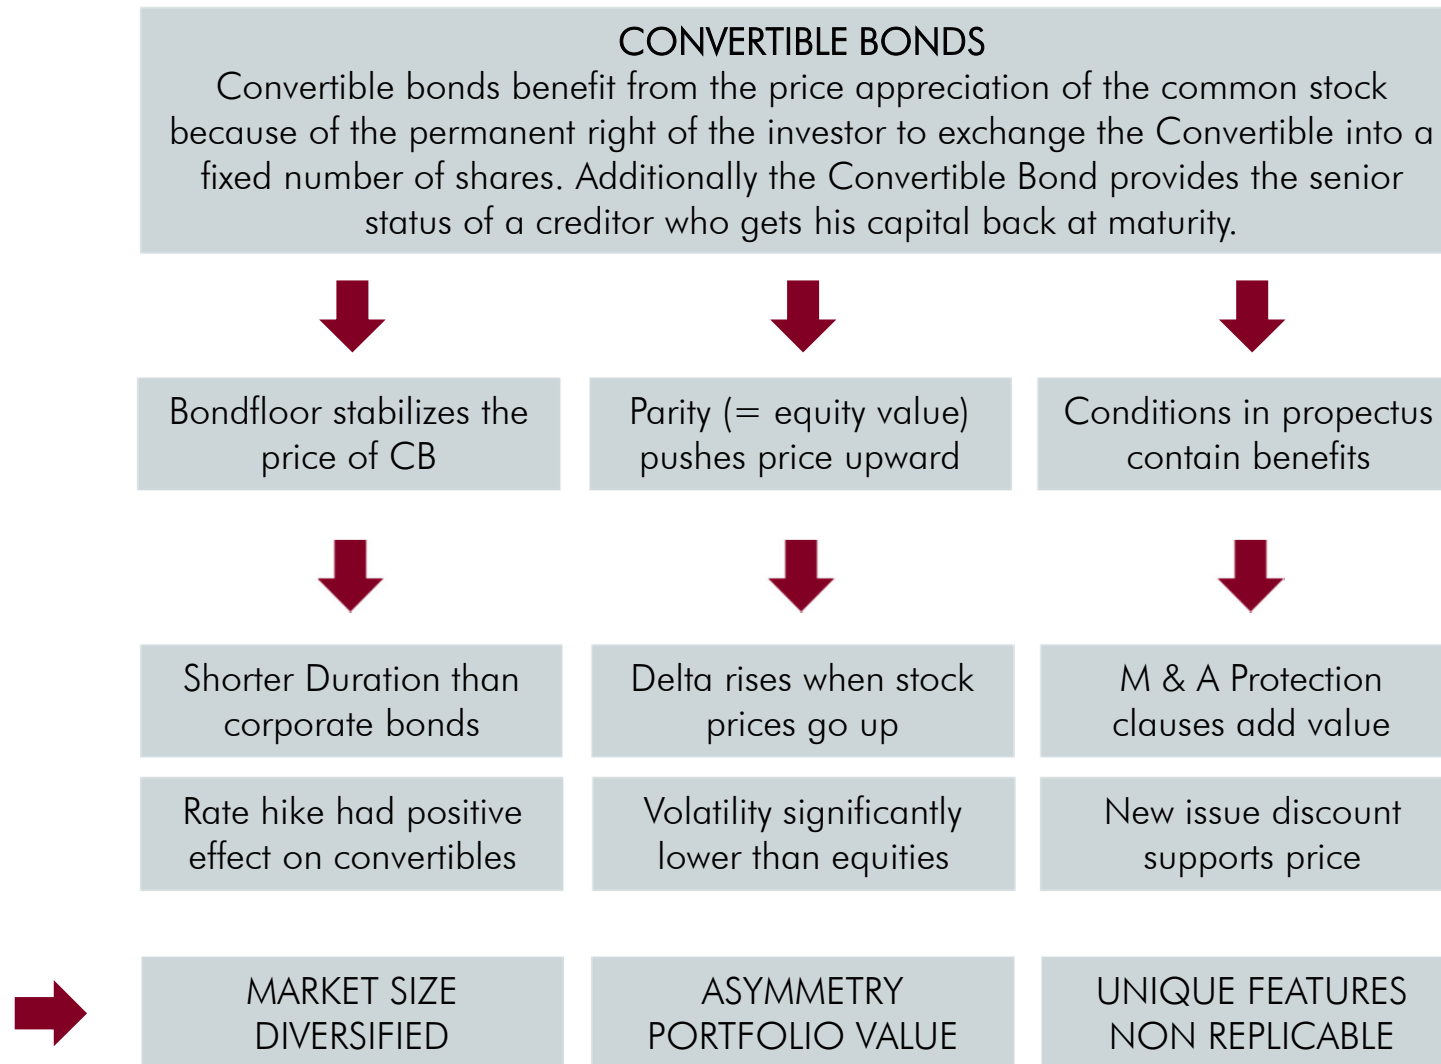 CONVERTIBLE BONDS
Convertible bonds benefit from the price appreciation of the common stock
because of the permanent right of the investor to exchange the Convertible into a
fixed number of shares. Additionally the Convertible Bond provides the senior
status of a creditor who gets his capital back at maturity.
Bondfloor stabilizes the
price of CB
Parity (= equity value)
pushes price upward
Conditions in propectus
contain benefits
Shorter Duration than
corporate bonds
Delta rises when stock
prices go up
M & A Protection
clauses add value
Rate hike had positive
effect on convertibles
Volatility significantly
lower than equities
New issue discount
supports price
MARKET SIZE
DIVERSIFIED
ASYMMETRY
PORTFOLIO VALUE
UNIQUE FEATURES
NON REPLICABLE